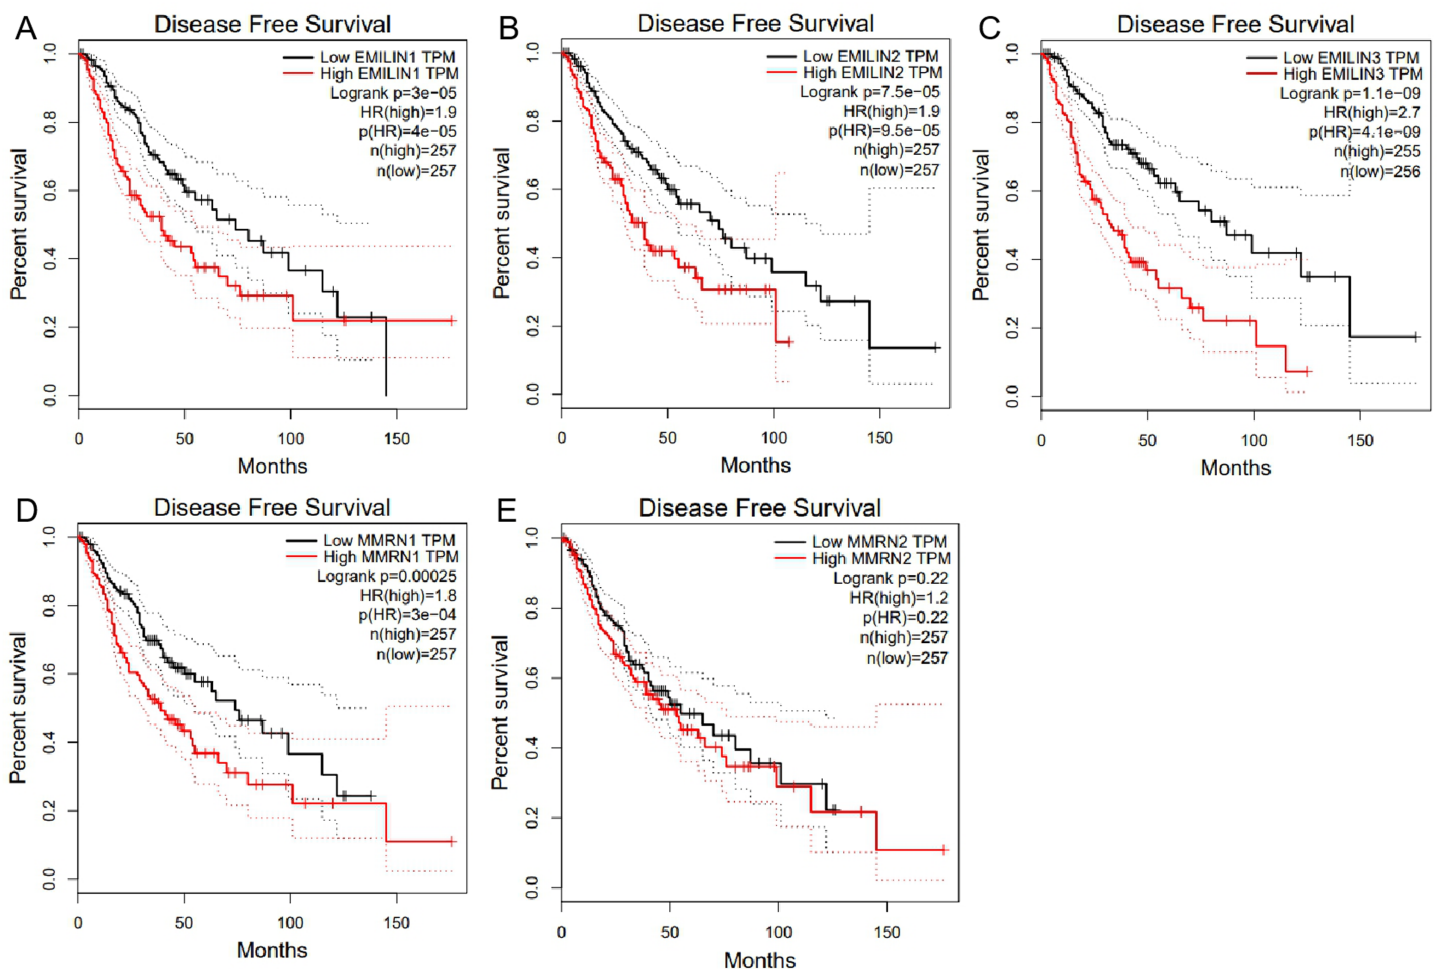 A
Disease Free Survival
Low EMILIN1 TPM
High EMILIN1 TPM
Logrank p=3e−05
HR(high)=1.9
p(HR)=4e−05
n(high)=257
n(low)=257
Percent survival
0.0 0.2 0.4 0.6 0.8 1.0
0 50 100 150
Months
B
Disease Free Survival
Low EMILIN2 TPM
High EMILIN2 TPM
Logrank p=7.5e−05
HR(high)=1.9
p(HR)=9.5e−05
n(high)=257
n(low)=257
Percent survival
0.0 0.2 0.4 0.6 0.8 1.0
0 50 100 150
Months
C
Disease Free Survival
Low EMILIN3 TPM
High EMILIN3 TPM
Logrank p=1.1e−09
HR(high)=2.7
p(HR)=4.1e−09
n(high)=255
n(low)=256
Percent survival
0.0 0.2 0.4 0.6 0.8 1.0
0 50 100 150
Months
D
Disease Free Survival
Low MMRN1 TPM
High MMRN1 TPM
Logrank p=0.00025
HR(high)=1.8
p(HR)=3e−04
n(high)=257
n(low)=257
Percent survival
0.0 0.2 0.4 0.6 0.8 1.0
0 50 100 150
Months
E
Disease Free Survival
Low MMRN2 TPM
High MMRN2 TPM
Logrank p=0.22
HR(high)=1.2
p(HR)=0.22
n(high)=257
n(low)=257
Percent survival
0.0 0.2 0.4 0.6 0.8 1.0
0 50 100 150
Months